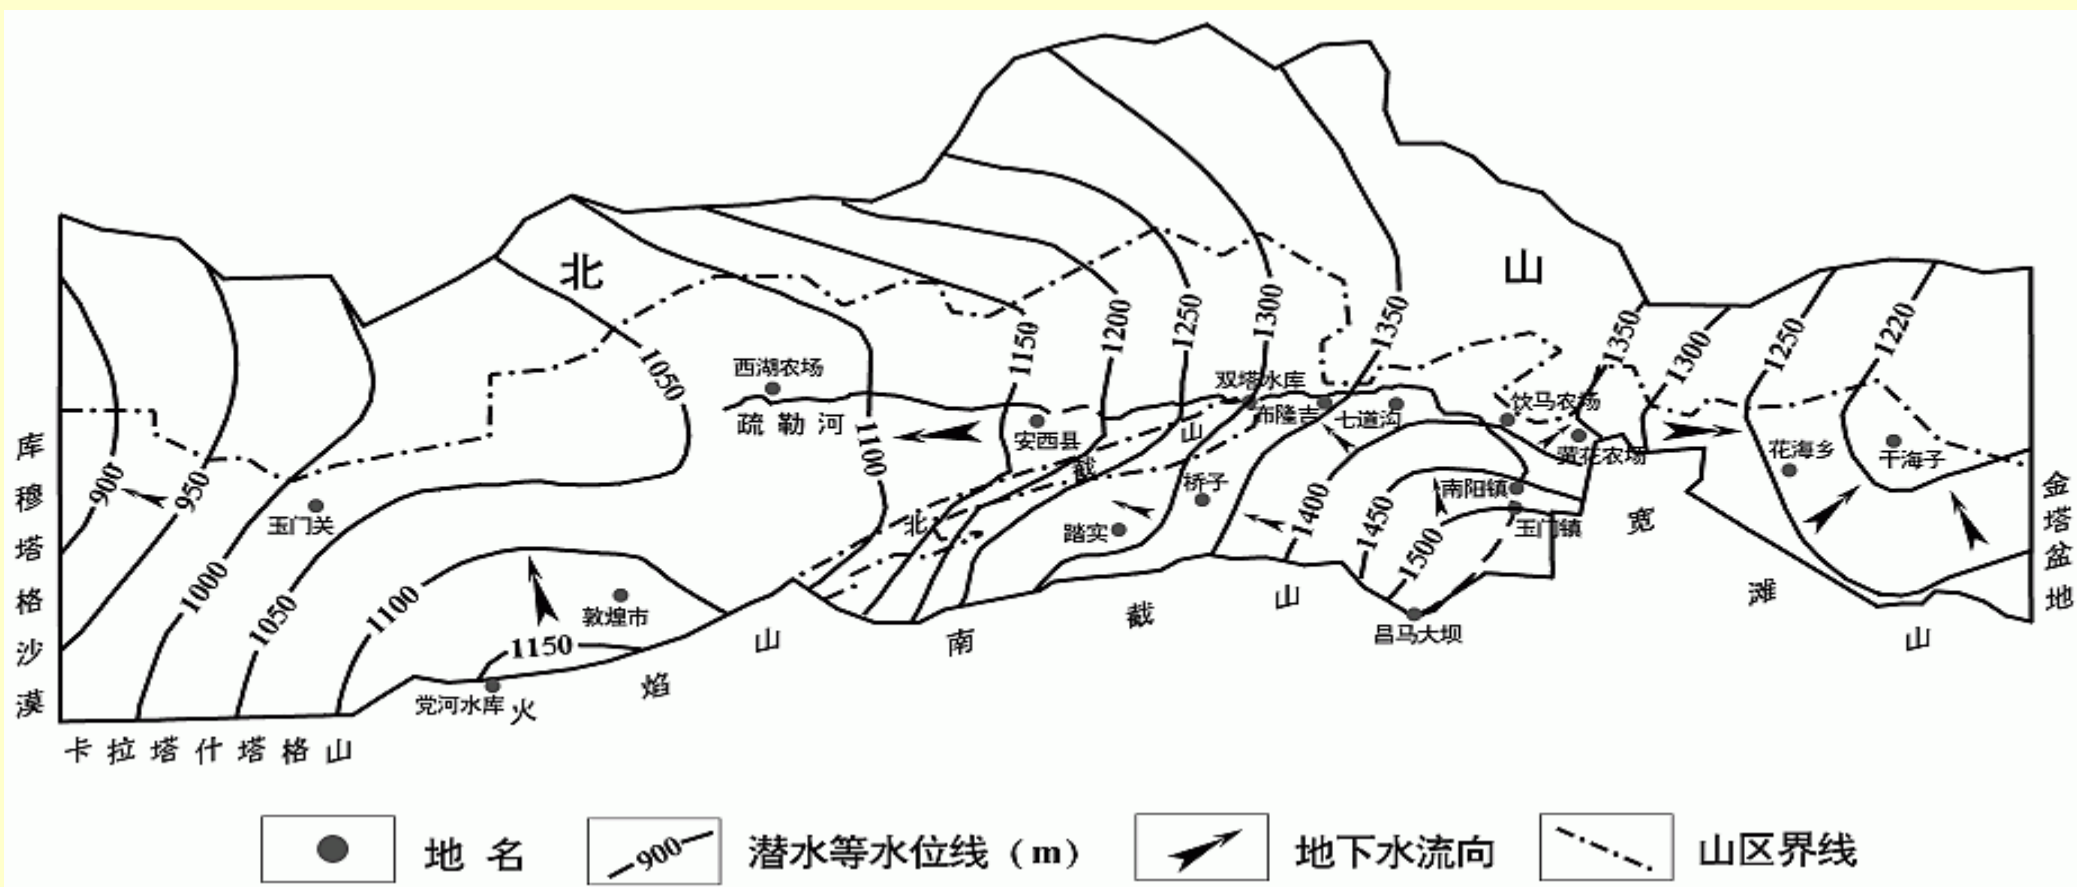 北
山
1350
1300
1250
1220
1350
1300
1250
1200
1150
1050
1100
西湖农场
疏勒河
安西县
双塔水库
布隆吉
七道沟
饮马农场
黄花农场
花海乡
干海子
南阳镇
玉门镇
桥子
踏实
北截山
900
950
1000
1050
1100
1150
1400
1450
1500
玉门关
敦煌市
党河水库
昌马大坝
库穆塔格沙漠
卡拉塔什塔格山
火焰山
南截山
宽滩山
金塔盆地
地名
900
潜水等水位线（m）
地下水流向
山区界线